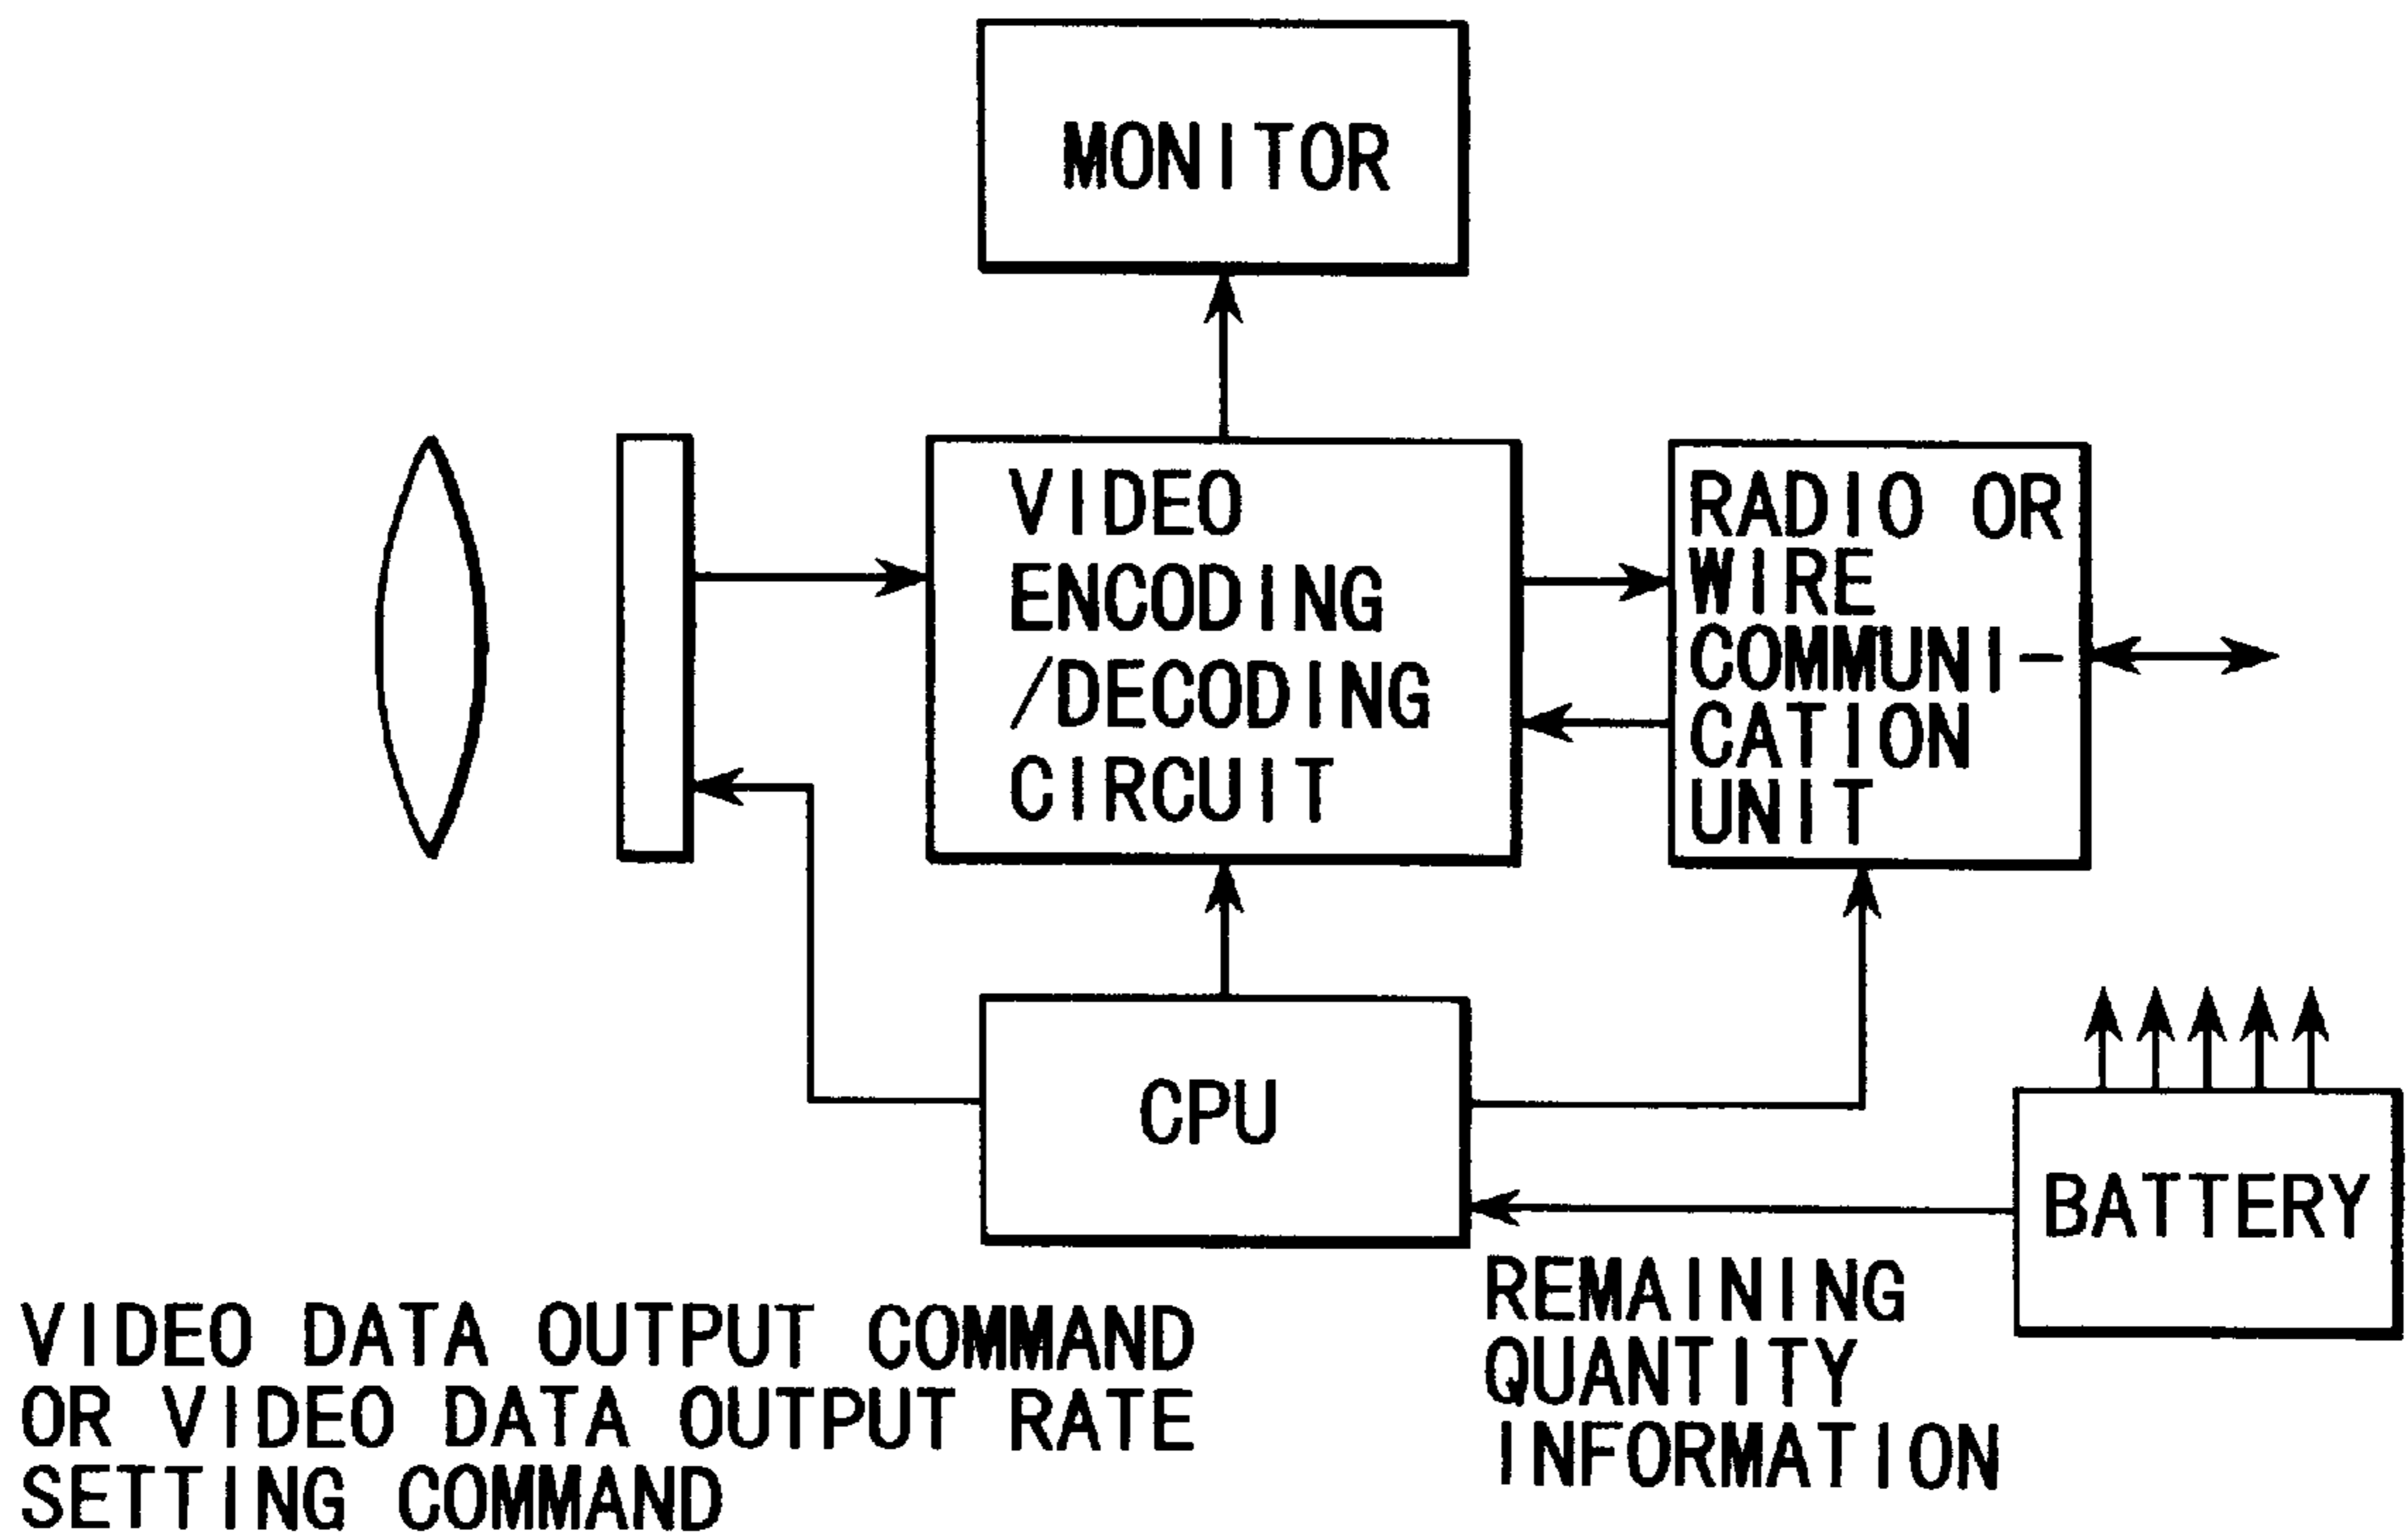 MONITOR
VIDEO
ENCODING
/DECODING
CIRCUIT
RADIO OR
WIRE
COMMUNI-
CATION
UNIT
CPU
BATTERY
REMAINING
QUANTITY
INFORMATION
VIDEO DATA OUTPUT COMMAND
OR VIDEO DATA OUTPUT RATE
SETTING COMMAND